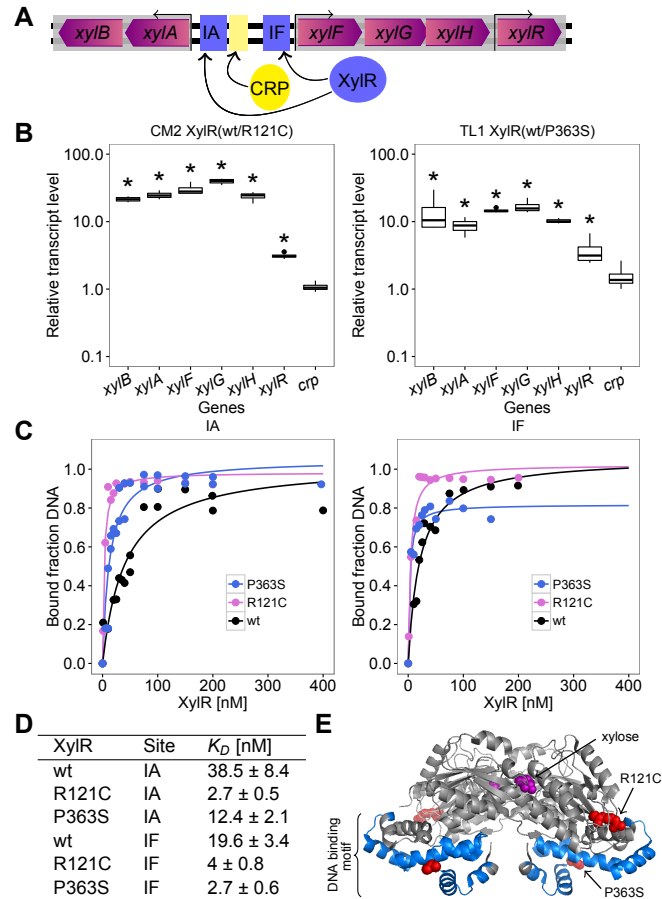 A
xylB xylA IA IF xylF xylG xylH xylR
CRP
XylR
B
CM2 XylR(wt/R121C)
Relative transcript level
100.0
10.0
1.0
0.1
xylB xylA xylF xylG xylH xylR crp
* * * * * *
Genes
TL1 XylR(wt/P363S)
Relative transcript level
100.0
10.0
1.0
0.1
xylB xylA xylF xylG xylH xylR crp
* * * * * *
Genes
C
IA
Bound fraction DNA
1.0
0.8
0.6
0.4
0.2
0.0
P363S
R121C
wt
0 100 200 300 400
XylR [nM]
IF
Bound fraction DNA
1.0
0.8
0.6
0.4
0.2
0.0
P363S
R121C
wt
0 100 200 300 400
XylR [nM]
D
XylR Site K_D [nM]
wt IA 38.5 ± 8.4
R121C IA 2.7 ± 0.5
P363S IA 12.4 ± 2.1
wt IF 19.6 ± 3.4
R121C IF 4 ± 0.8
P363S IF 2.7 ± 0.6
E
xylose
R121C
DNA binding
motif
P363S